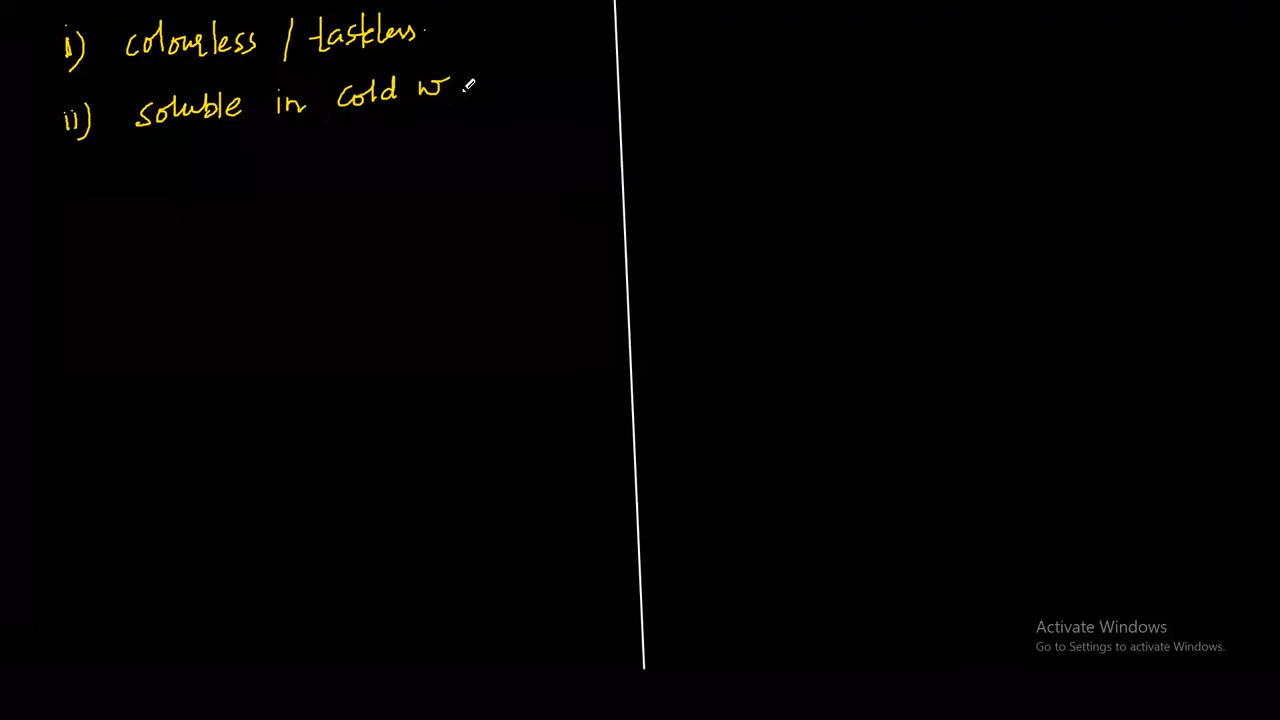 i) colourless / tasteless.
ii) soluble in cold w
Activate Windows
Go to Settings to activate Windows.